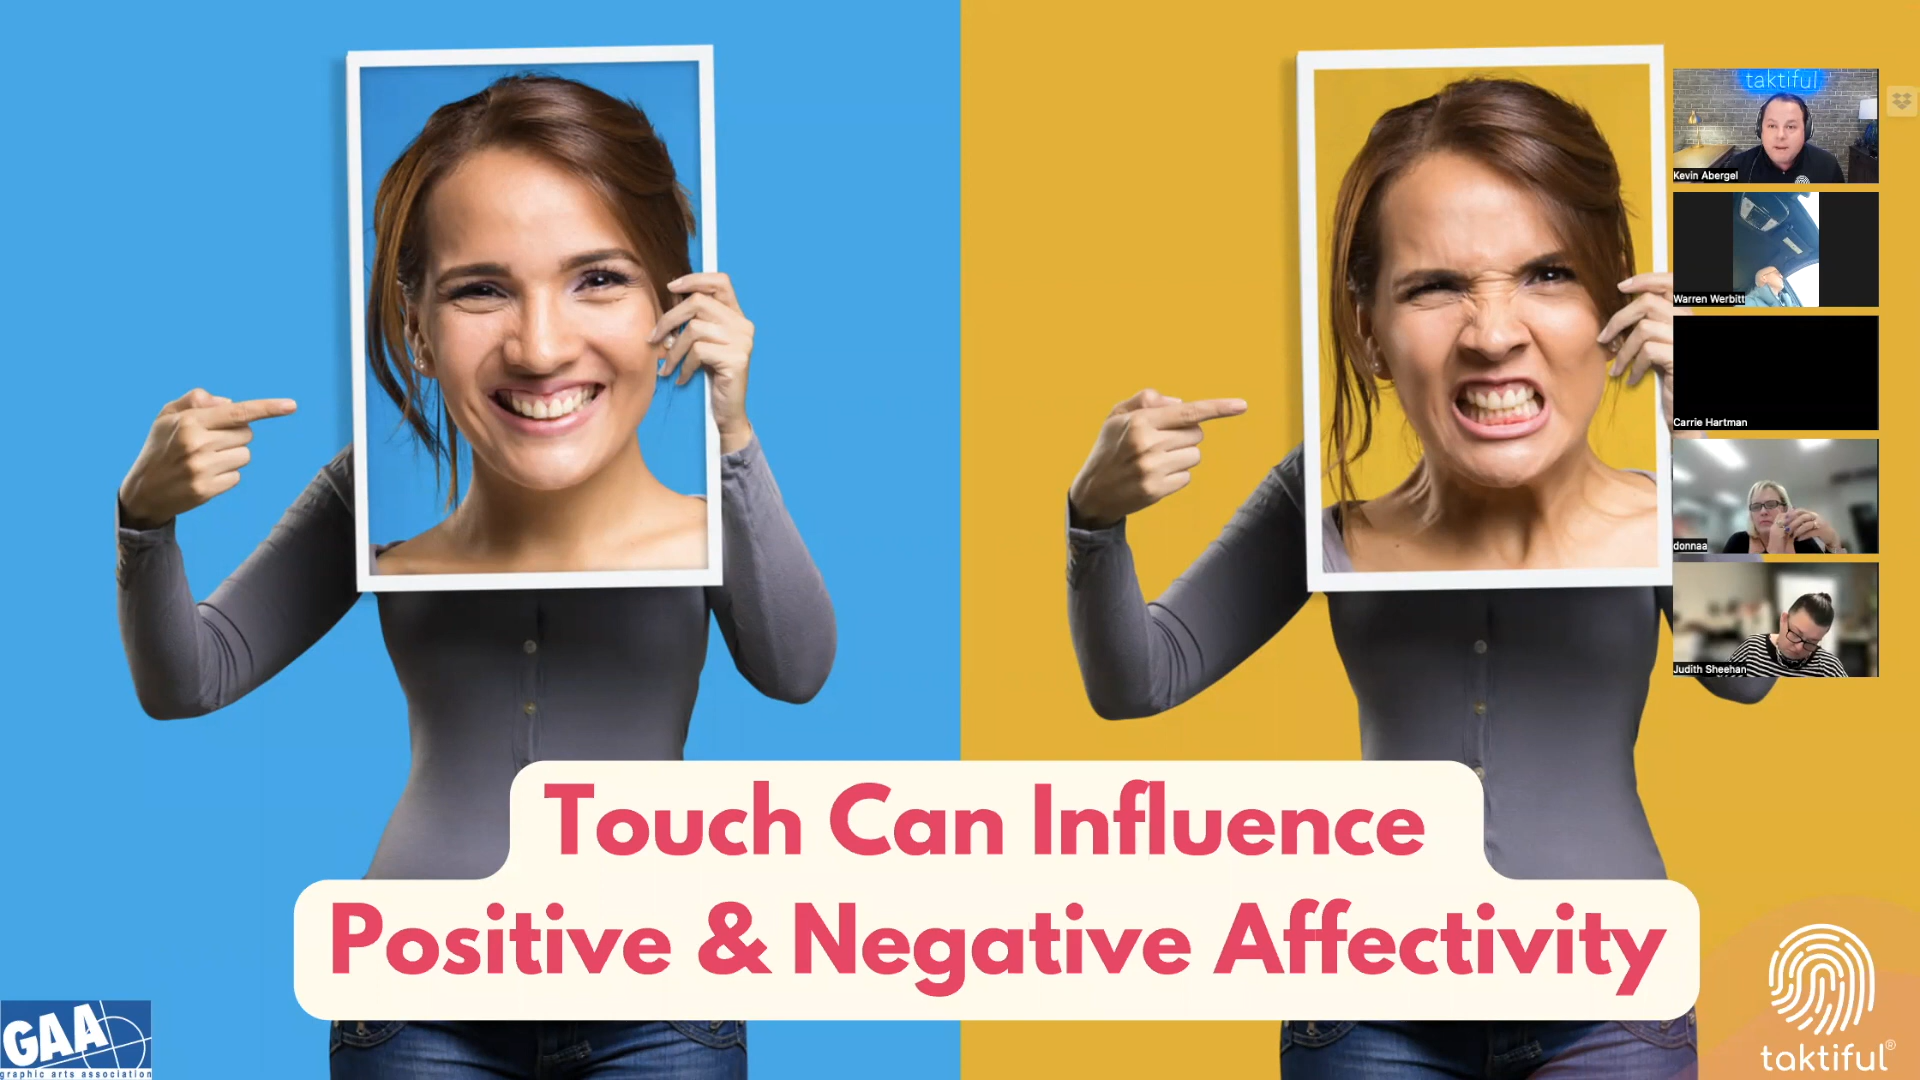 taktiful
Kevin Abergel
Warren Werbitt
Carrie Hartman
donnaa
Judith Sheehan
Touch Can Influence
Positive & Negative Affectivity
GAA
graphic arts association
taktiful®